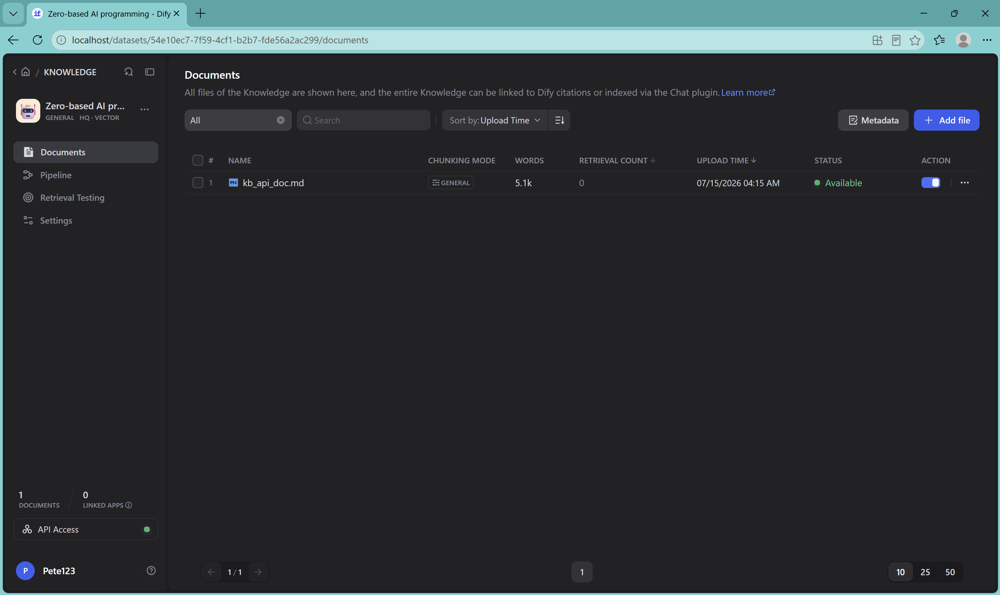 Zero-based AI programming - Dify
localhost/datasets/54e10ec7-7f59-4cf1-b2b7-fde56a2ac299/documents
/ KNOWLEDGE
Zero-based AI pr...
GENERAL HQ · VECTOR
Documents
Pipeline
Retrieval Testing
Settings
1
DOCUMENTS
0
LINKED APPS
API Access
P
Pete123
Documents
All files of the Knowledge are shown here, and the entire Knowledge can be linked to Dify citations or indexed via the Chat plugin. Learn more
All
Search
Sort by: Upload Time
Metadata
+ Add file
# NAME CHUNKING MODE WORDS RETRIEVAL COUNT UPLOAD TIME STATUS ACTION
1 kb_api_doc.md GENERAL 5.1k 0 07/15/2026 04:15 AM Available
1 / 1
1
10 25 50